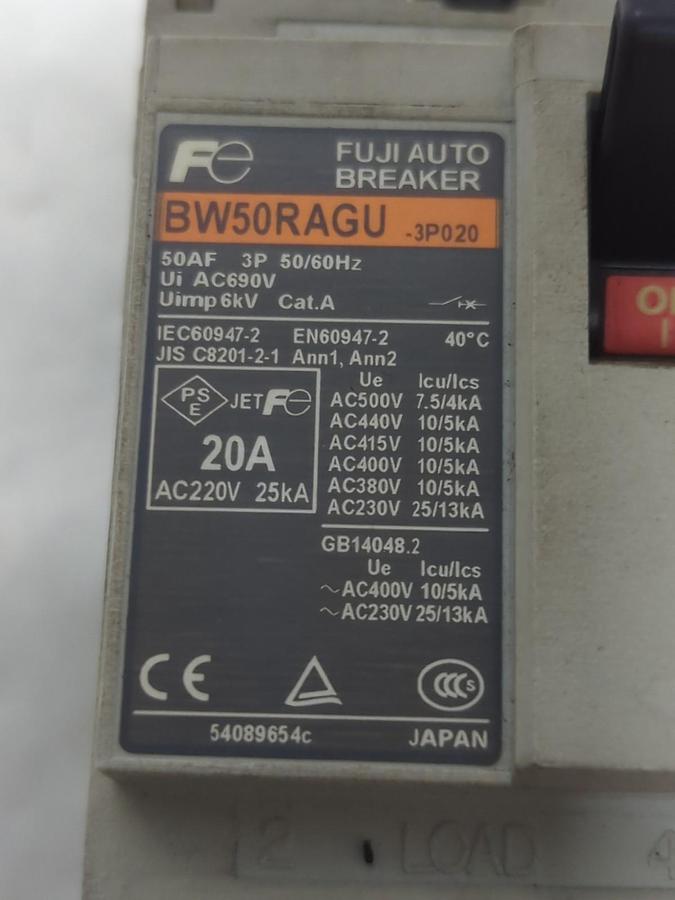 Fe FUJI AUTO
BREAKER
BW50RAGU -3P020
50AF 3P 50/60Hz
Ui AC690V
Uimp 6kV Cat.A
IEC60947-2 EN60947-2 40°C
JIS C8201-2-1 Ann1, Ann2
PSE JET Fe
20A
AC220V 25kA
Ue Icu/Ics
AC500V 7.5/4kA
AC440V 10/5kA
AC415V 10/5kA
AC400V 10/5kA
AC380V 10/5kA
AC230V 25/13kA
GB14048.2
Ue Icu/Ics
~AC400V 10/5kA
~AC230V 25/13kA
CE CCC S
54089654c JAPAN
2 LOAD 4